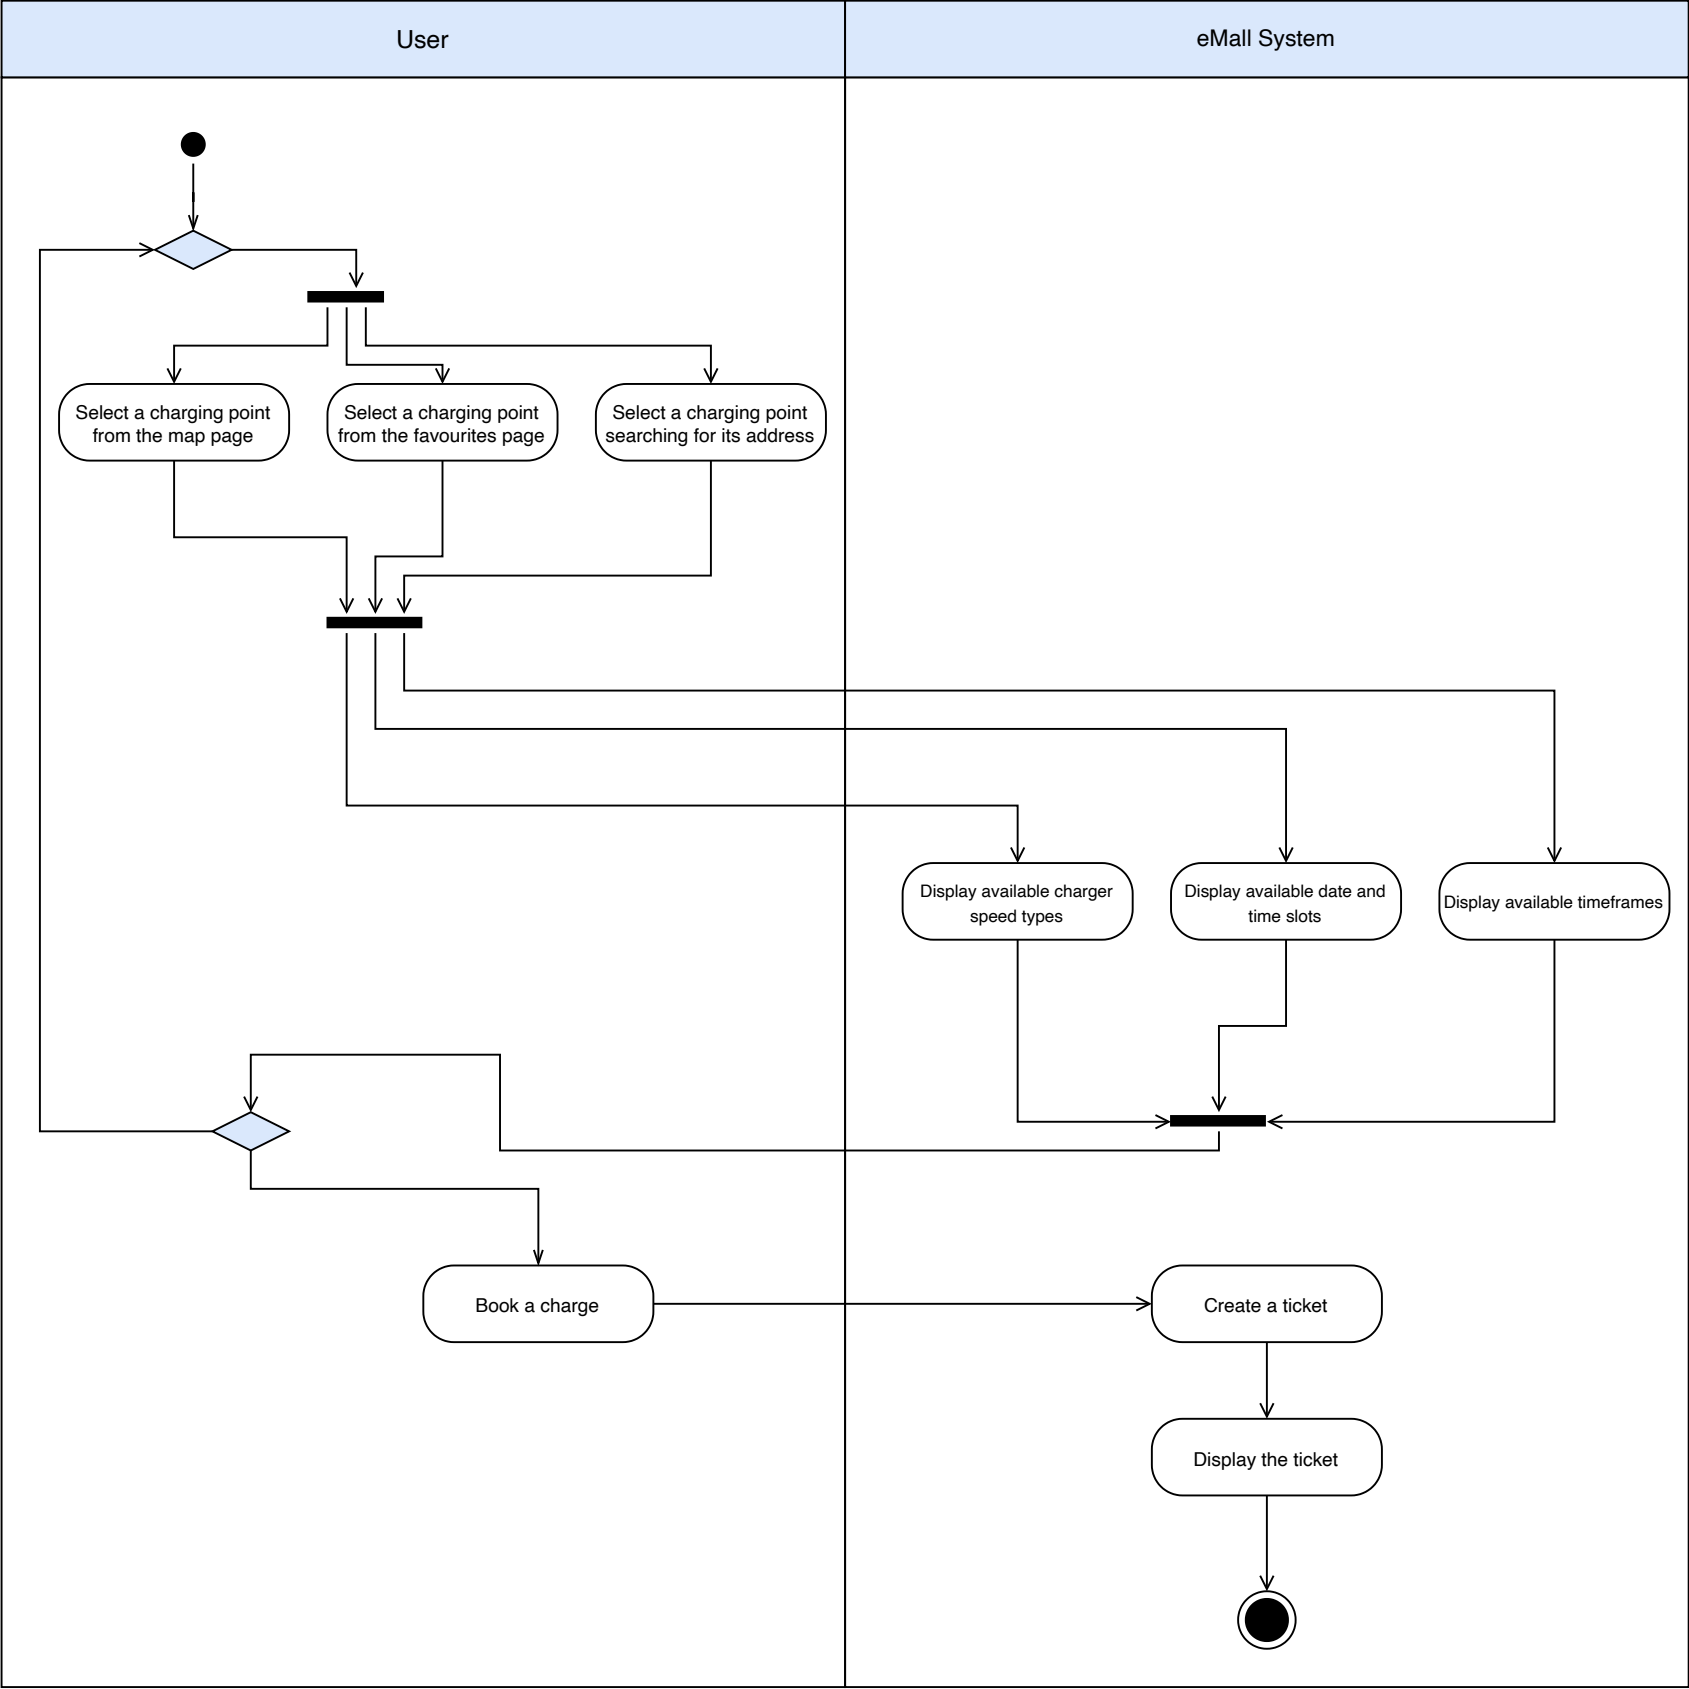 User
eMall System
Select a charging point
from the map page
Select a charging point
from the favourites page
Select a charging point
searching for its address
Display available charger
speed types
Display available date and
time slots
Display available timeframes
Book a charge
Create a ticket
Display the ticket